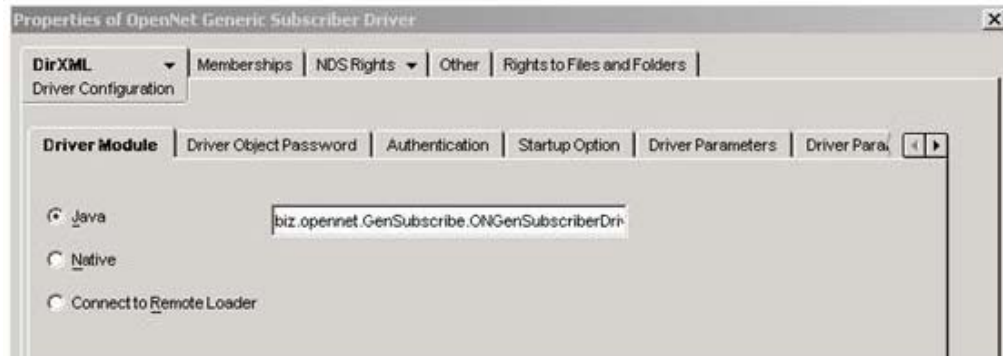 Properties of OpenNet Generic Subscriber Driver
DirXML Memberships NDS Rights Other Rights to Files and Folders
Driver Configuration
Driver Module Driver Object Password Authentication Startup Option Driver Parameters Driver Para
Java biz.opennet.GenSubscribe.ONGenSubscriberDri
Native
Connect to Remote Loader